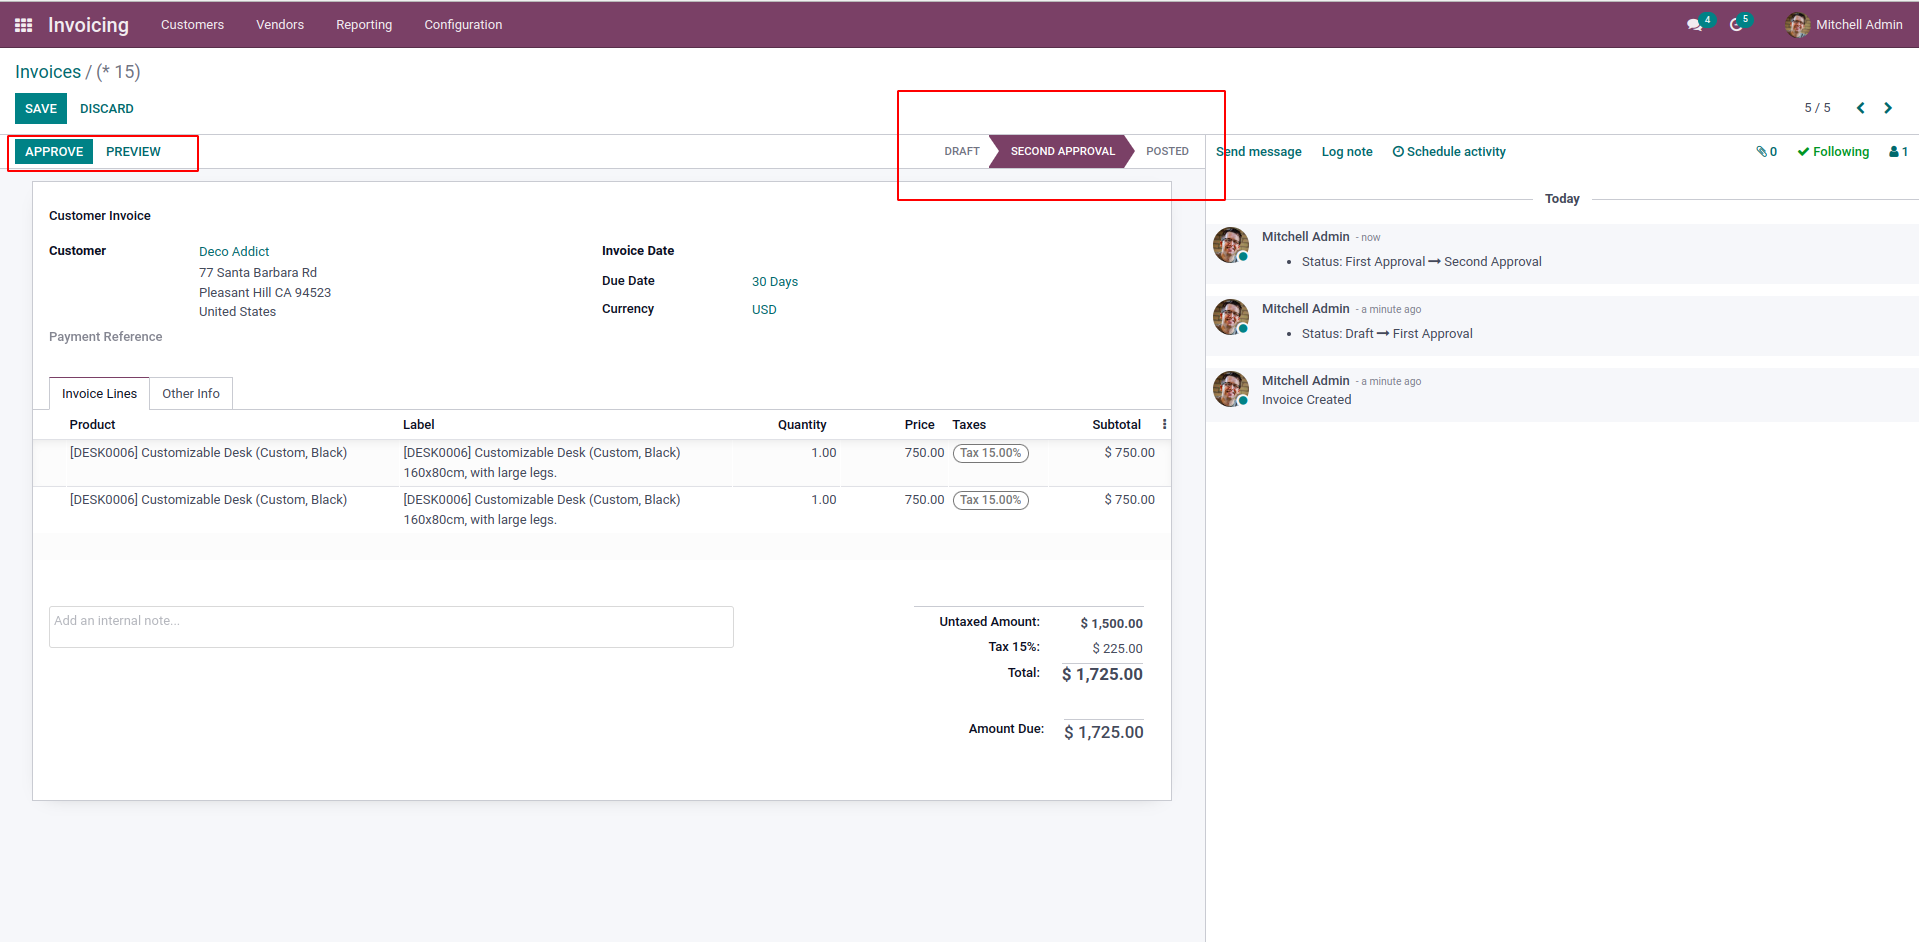 Invoicing Customers Vendors Reporting Configuration 4 5 Mitchell Admin
Invoices / (* 15)
SAVE DISCARD 5 / 5
APPROVE PREVIEW DRAFT SECOND APPROVAL POSTED Send message Log note Schedule activity 0 Following 1
Today
Customer Invoice
Customer Deco Addict
77 Santa Barbara Rd
Pleasant Hill CA 94523
United States
Payment Reference
Invoice Date
Due Date 30 Days
Currency USD
Invoice Lines Other Info
Product Label Quantity Price Taxes Subtotal
[DESK0006] Customizable Desk (Custom, Black) [DESK0006] Customizable Desk (Custom, Black) 1.00 750.00 Tax 15.00% $ 750.00
160x80cm, with large legs.
[DESK0006] Customizable Desk (Custom, Black) [DESK0006] Customizable Desk (Custom, Black) 1.00 750.00 Tax 15.00% $ 750.00
160x80cm, with large legs.
Add an internal note...
Untaxed Amount: $ 1,500.00
Tax 15%: $ 225.00
Total: $ 1,725.00
Amount Due: $ 1,725.00
Mitchell Admin - now
• Status: First Approval → Second Approval
Mitchell Admin - a minute ago
• Status: Draft → First Approval
Mitchell Admin - a minute ago
Invoice Created